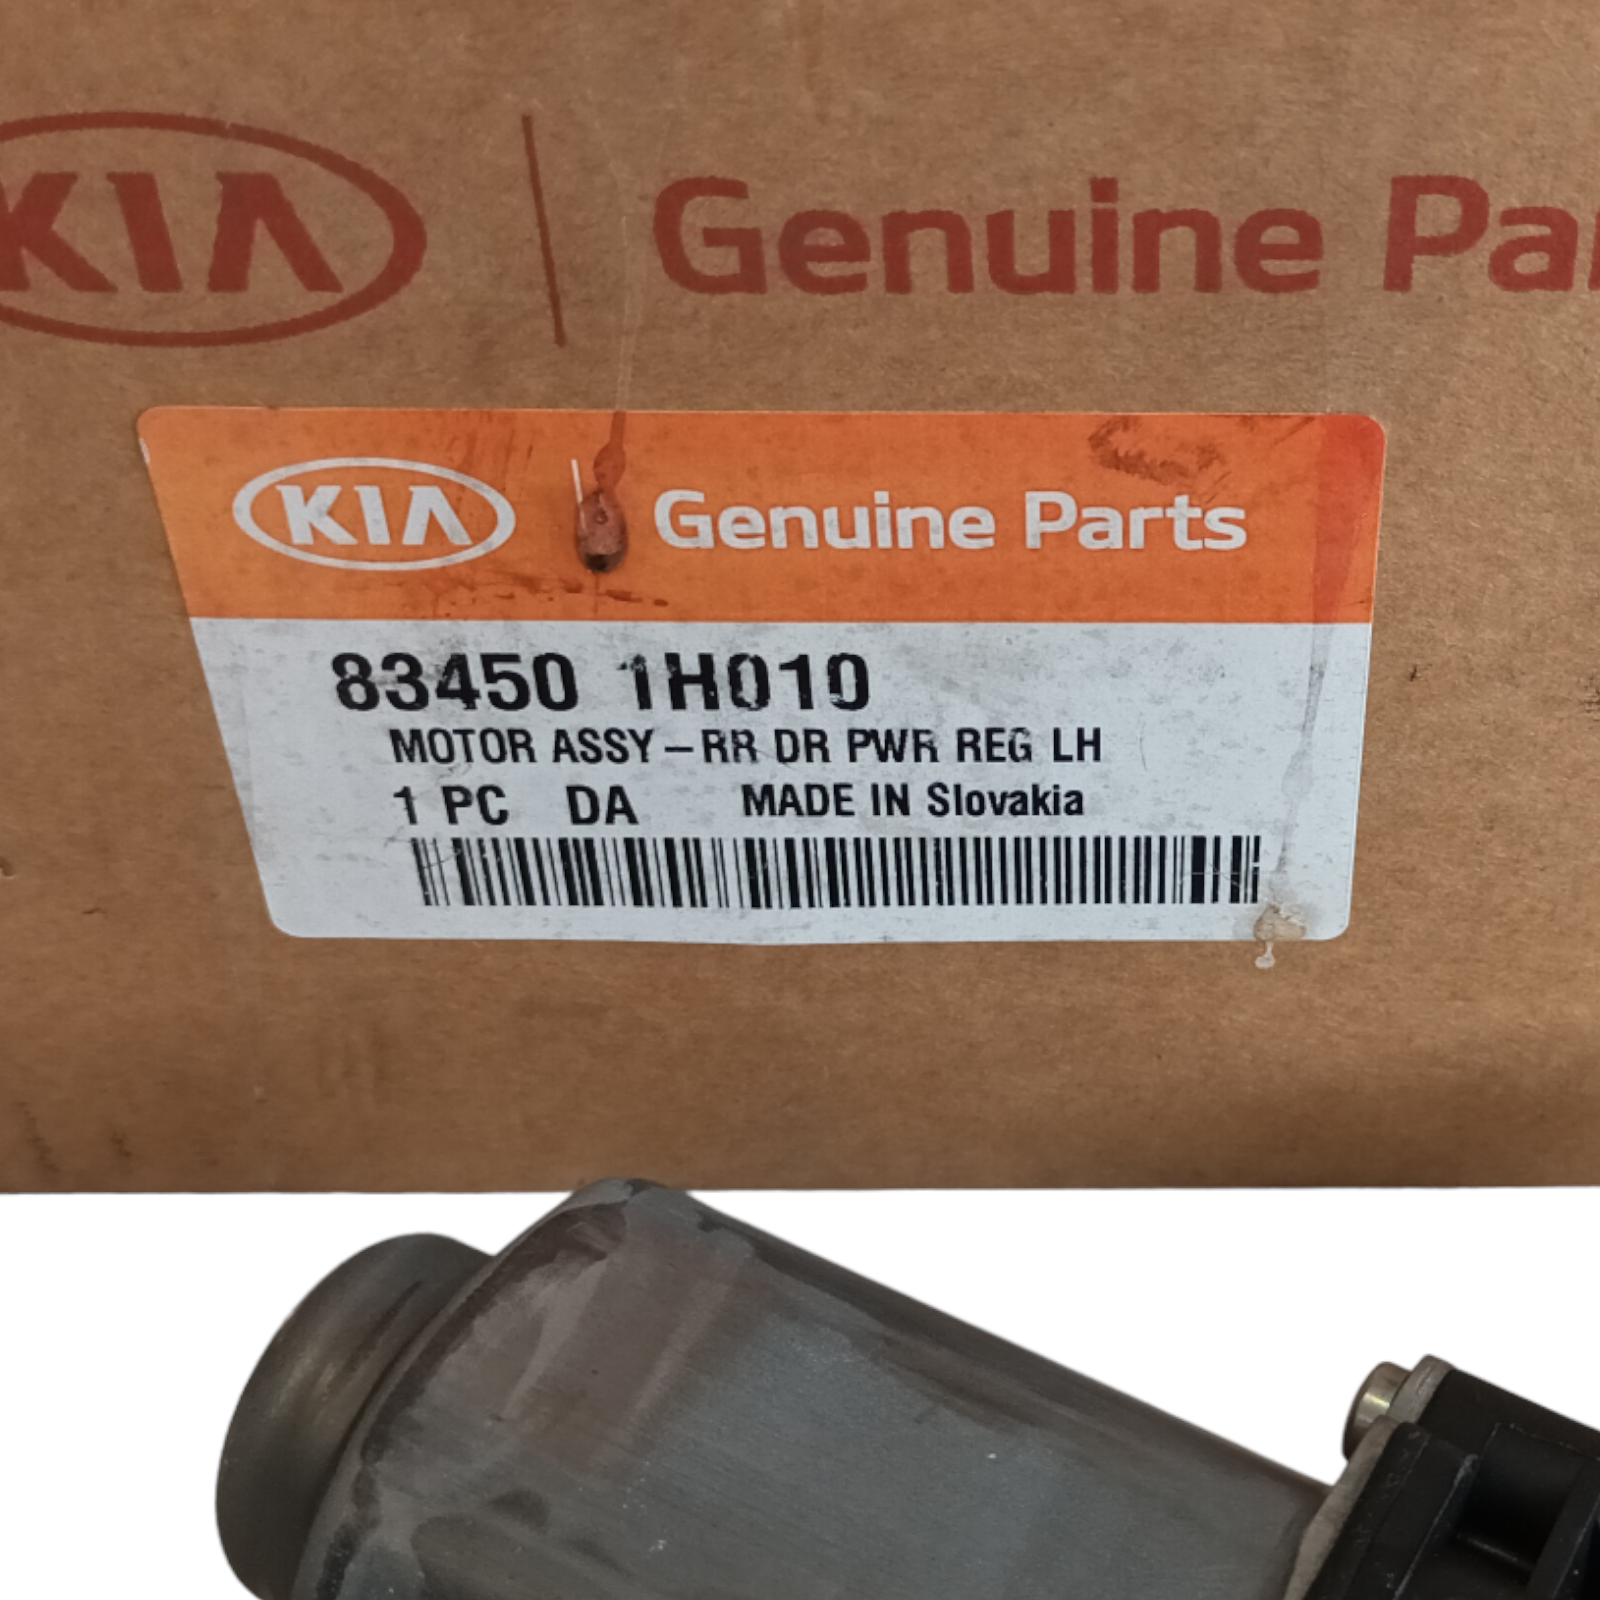 KIA Genuine Pa
KIA Genuine Parts
83450 1H010
MOTOR ASSY-RR DR PWR REG LH
1 PC DA MADE IN Slovakia